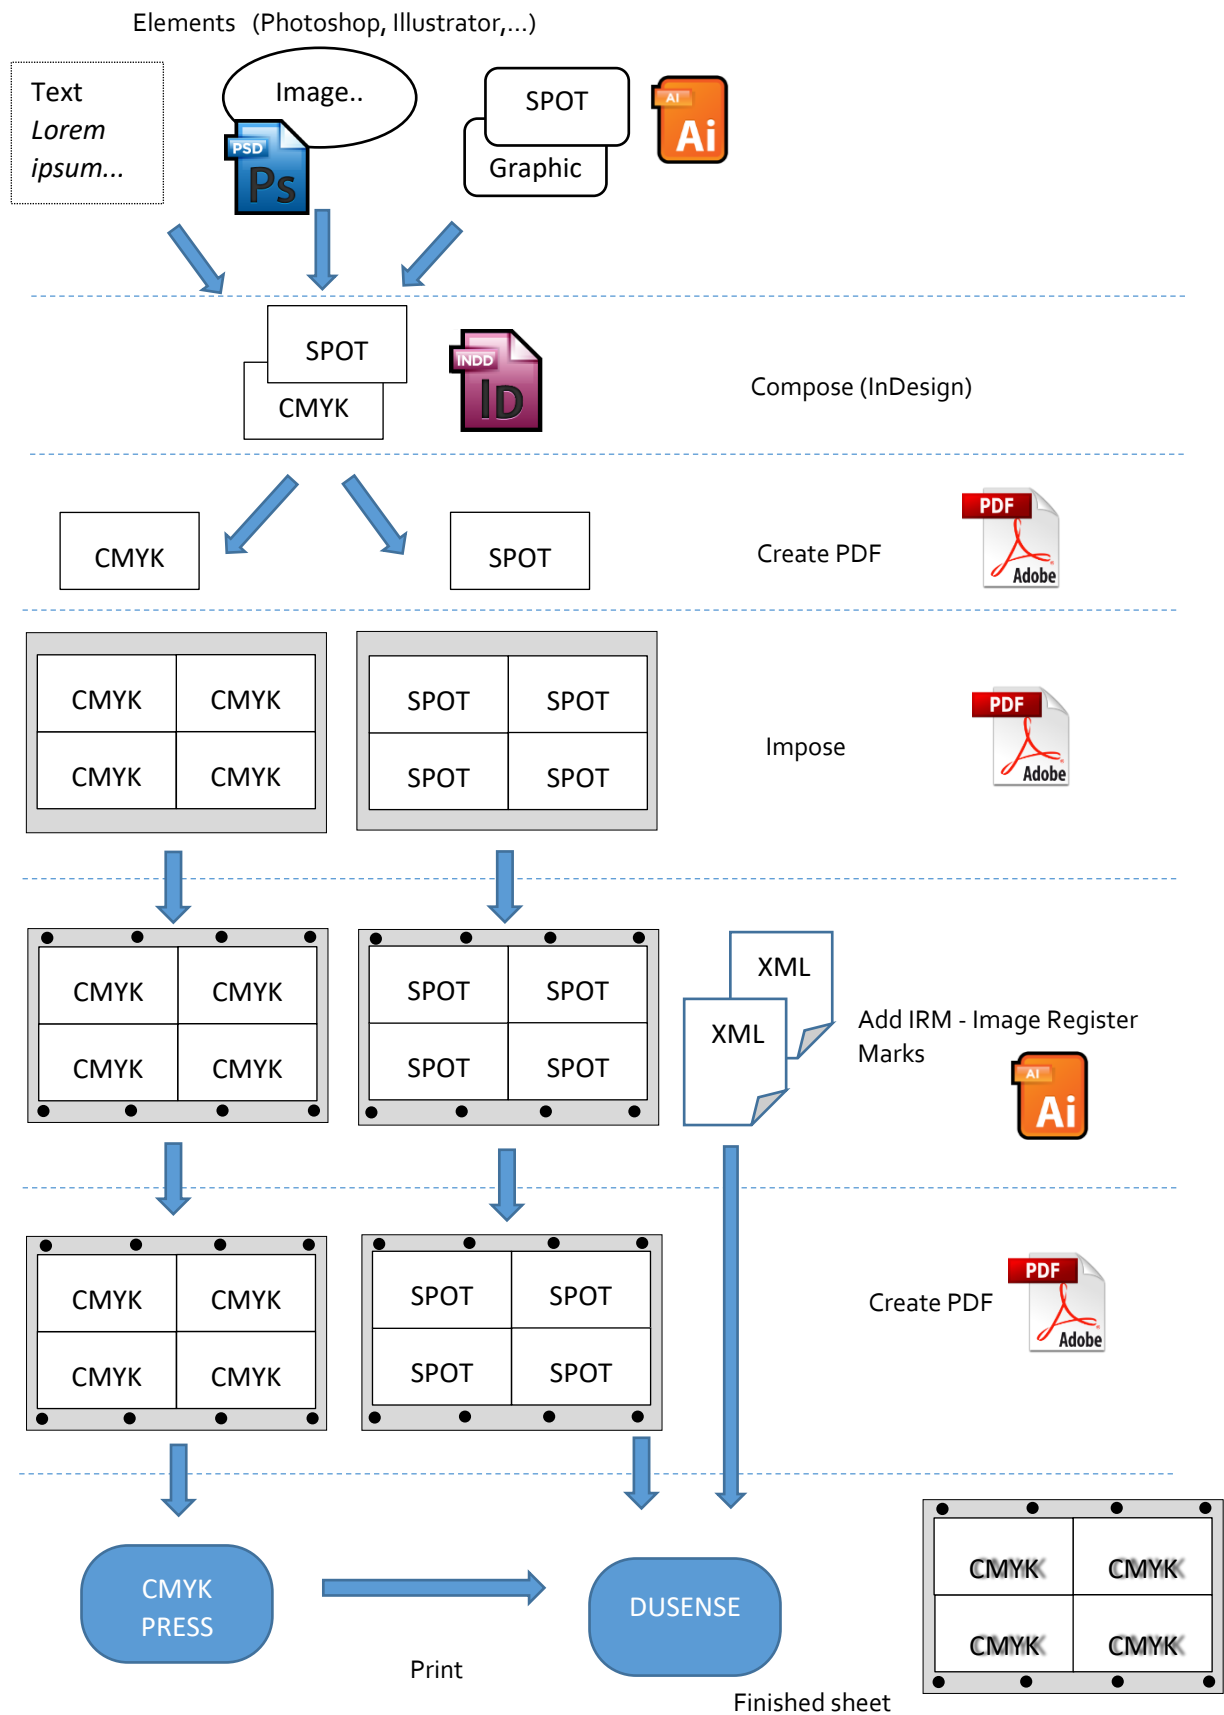 Elements (Photoshop, Illustrator,...)
Text
Lorem
ipsum...
Image..
PSD
Ps
SPOT
Graphic
AI
Ai
SPOT
CMYK
INDD
ID
Compose (InDesign)
CMYK
SPOT
Create PDF
PDF
Adobe
CMYK CMYK
CMYK CMYK
SPOT SPOT
SPOT SPOT
Impose
PDF
Adobe
CMYK CMYK
CMYK CMYK
SPOT SPOT
SPOT SPOT
XML
XML
Add IRM - Image Register
Marks
AI
Ai
CMYK CMYK
CMYK CMYK
SPOT SPOT
SPOT SPOT
Create PDF
PDF
Adobe
CMYK
PRESS
Print
DUSENSE
CMYK CMYK
CMYK CMYK
Finished sheet